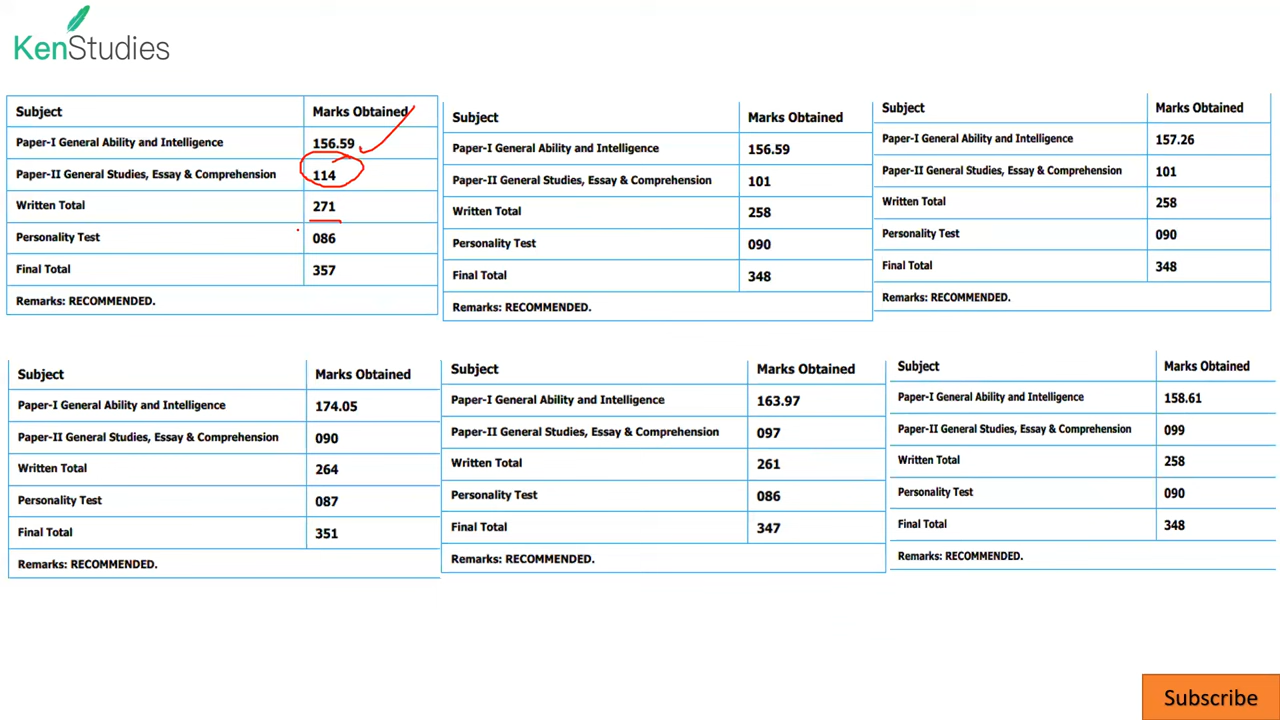 KenStudies
Subject Marks Obtained
Paper-I General Ability and Intelligence 156.59
Paper-II General Studies, Essay & Comprehension 114
Written Total 271
Personality Test 086
Final Total 357
Remarks: RECOMMENDED.
Subject Marks Obtained
Paper-I General Ability and Intelligence 156.59
Paper-II General Studies, Essay & Comprehension 101
Written Total 258
Personality Test 090
Final Total 348
Remarks: RECOMMENDED.
Subject Marks Obtained
Paper-I General Ability and Intelligence 157.26
Paper-II General Studies, Essay & Comprehension 101
Written Total 258
Personality Test 090
Final Total 348
Remarks: RECOMMENDED.
Subject Marks Obtained
Paper-I General Ability and Intelligence 174.05
Paper-II General Studies, Essay & Comprehension 090
Written Total 264
Personality Test 087
Final Total 351
Remarks: RECOMMENDED.
Subject Marks Obtained
Paper-I General Ability and Intelligence 163.97
Paper-II General Studies, Essay & Comprehension 097
Written Total 261
Personality Test 086
Final Total 347
Remarks: RECOMMENDED.
Subject Marks Obtained
Paper-I General Ability and Intelligence 158.61
Paper-II General Studies, Essay & Comprehension 099
Written Total 258
Personality Test 090
Final Total 348
Remarks: RECOMMENDED.
Subscribe